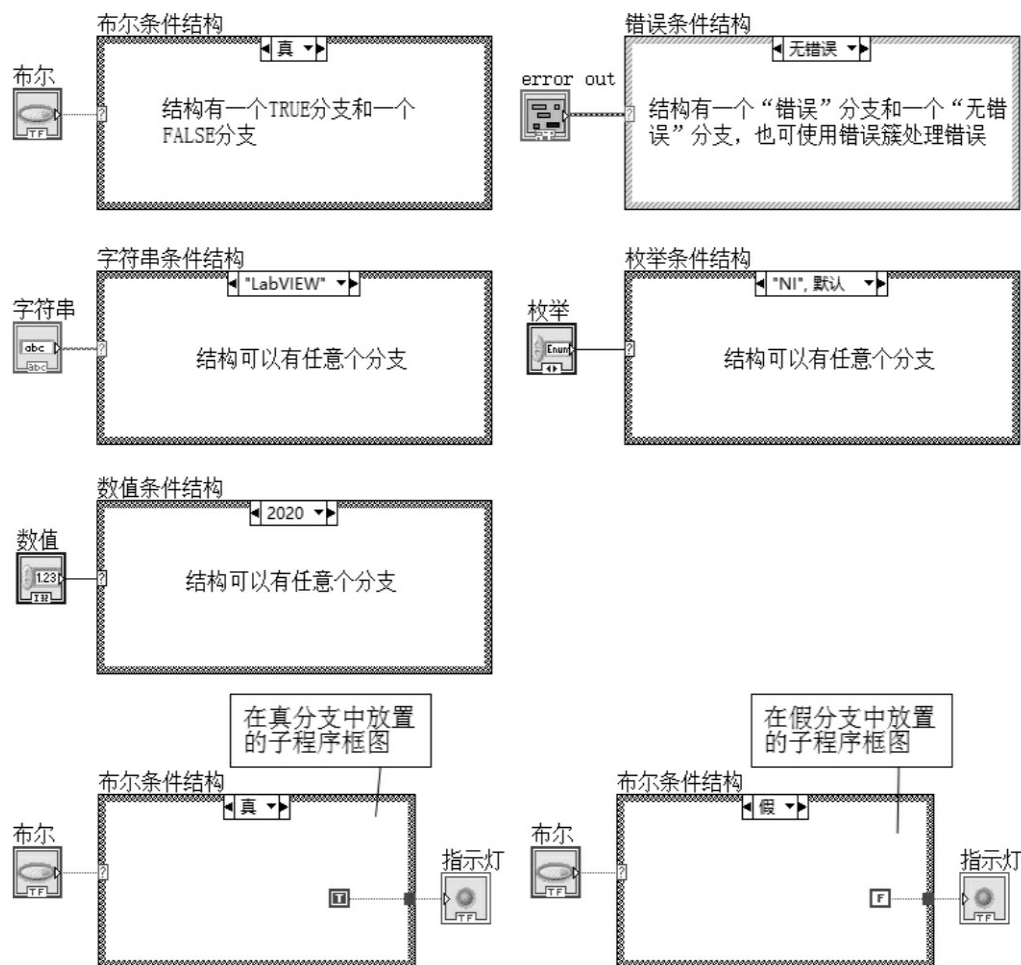 布尔条件结构
真
布尔
TF
?
结构有一个TRUE分支和一个
FALSE分支
错误条件结构
无错误
error out
?
结构有一个“错误”分支和一个“无错
误”分支，也可使用错误簇处理错误
字符串条件结构
"LabVIEW"
字符串
abc
abc
?
结构可以有任意个分支
枚举条件结构
"NI", 默认
枚举
Enum
?
结构可以有任意个分支
数值条件结构
2020
数值
1.23
I32
?
结构可以有任意个分支
在真分支中放置
的子程序框图
布尔条件结构
真
布尔
TF
?
T
指示灯
TF
在假分支中放置
的子程序框图
布尔条件结构
假
布尔
TF
?
F
指示灯
TF